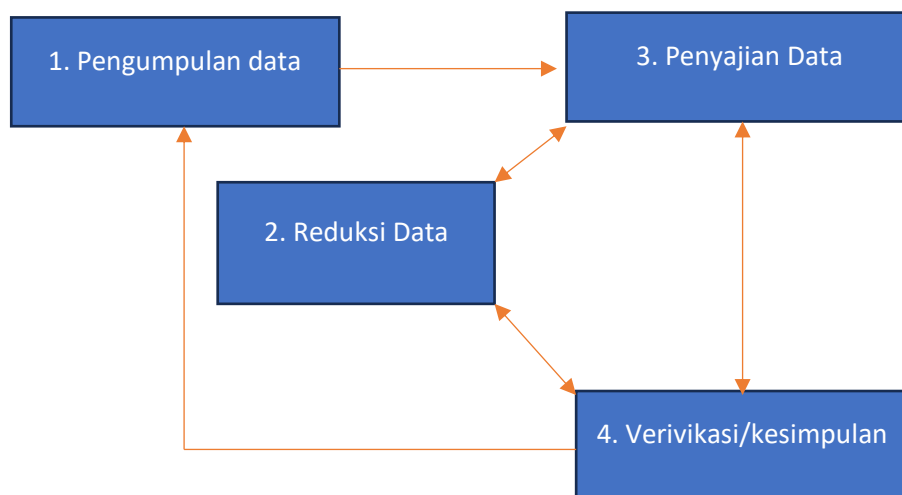 1. Pengumpulan data
3. Penyajian Data
2. Reduksi Data
4. Verivikasi/kesimpulan